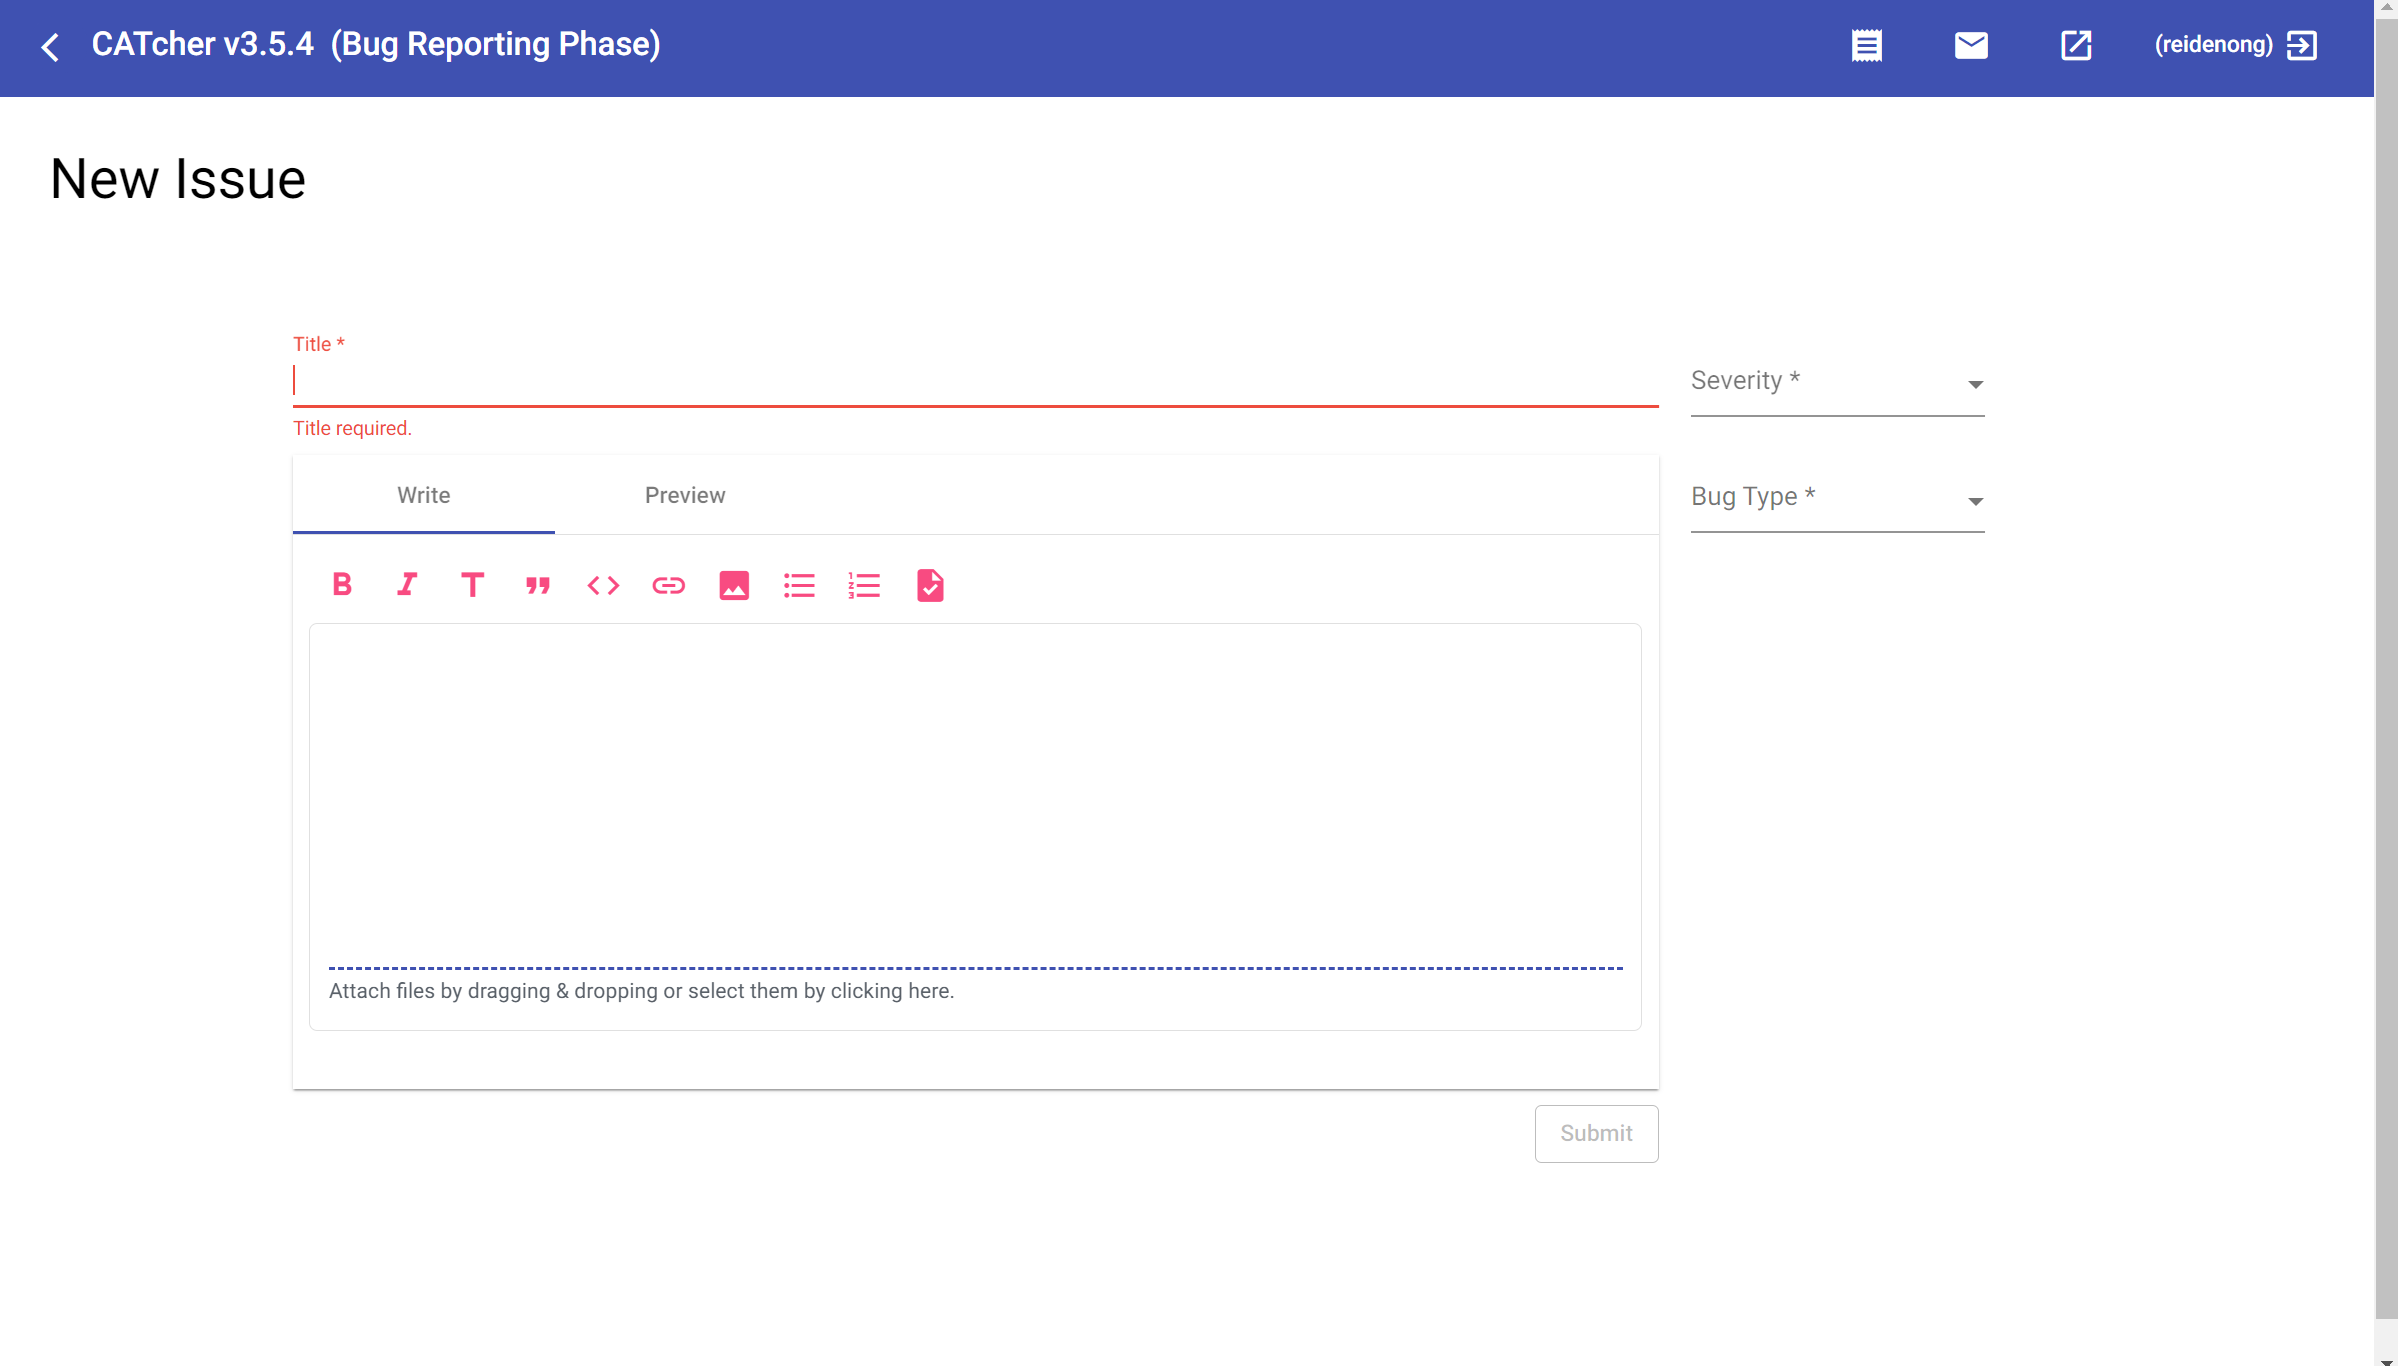 CATcher v3.5.4 (Bug Reporting Phase)
(reidenong)
New Issue
Title *
Title required.
Severity *
Bug Type *
Write
Preview
Attach files by dragging & dropping or select them by clicking here.
Submit